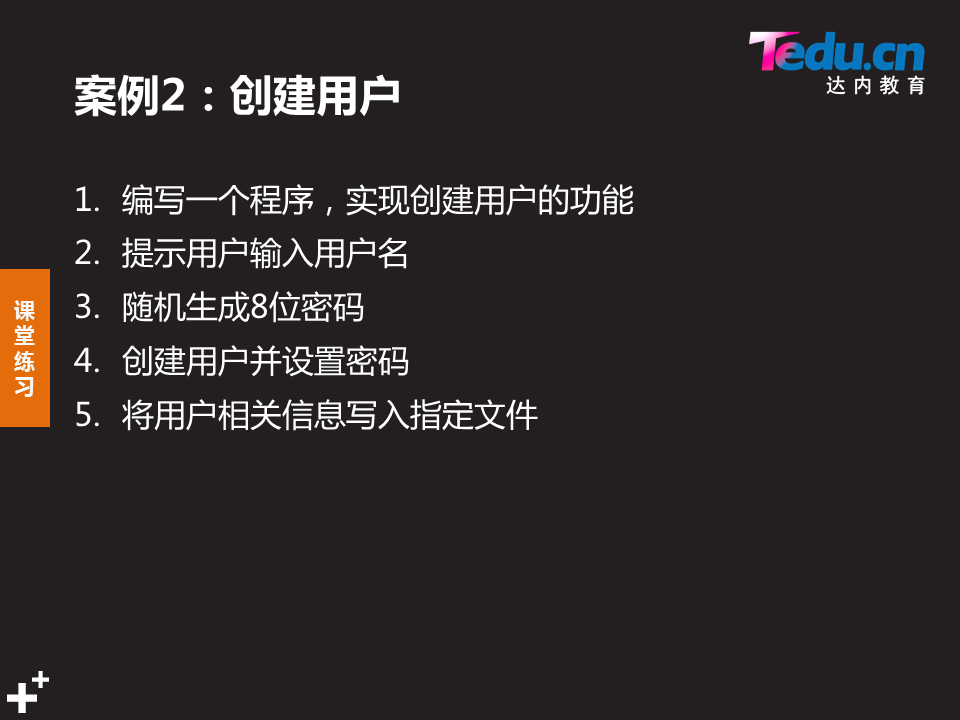 Tedu.cn
达内教育
案例2：创建用户
1. 编写一个程序，实现创建用户的功能
2. 提示用户输入用户名
3. 随机生成8位密码
4. 创建用户并设置密码
5. 将用户相关信息写入指定文件
课
堂
练
习